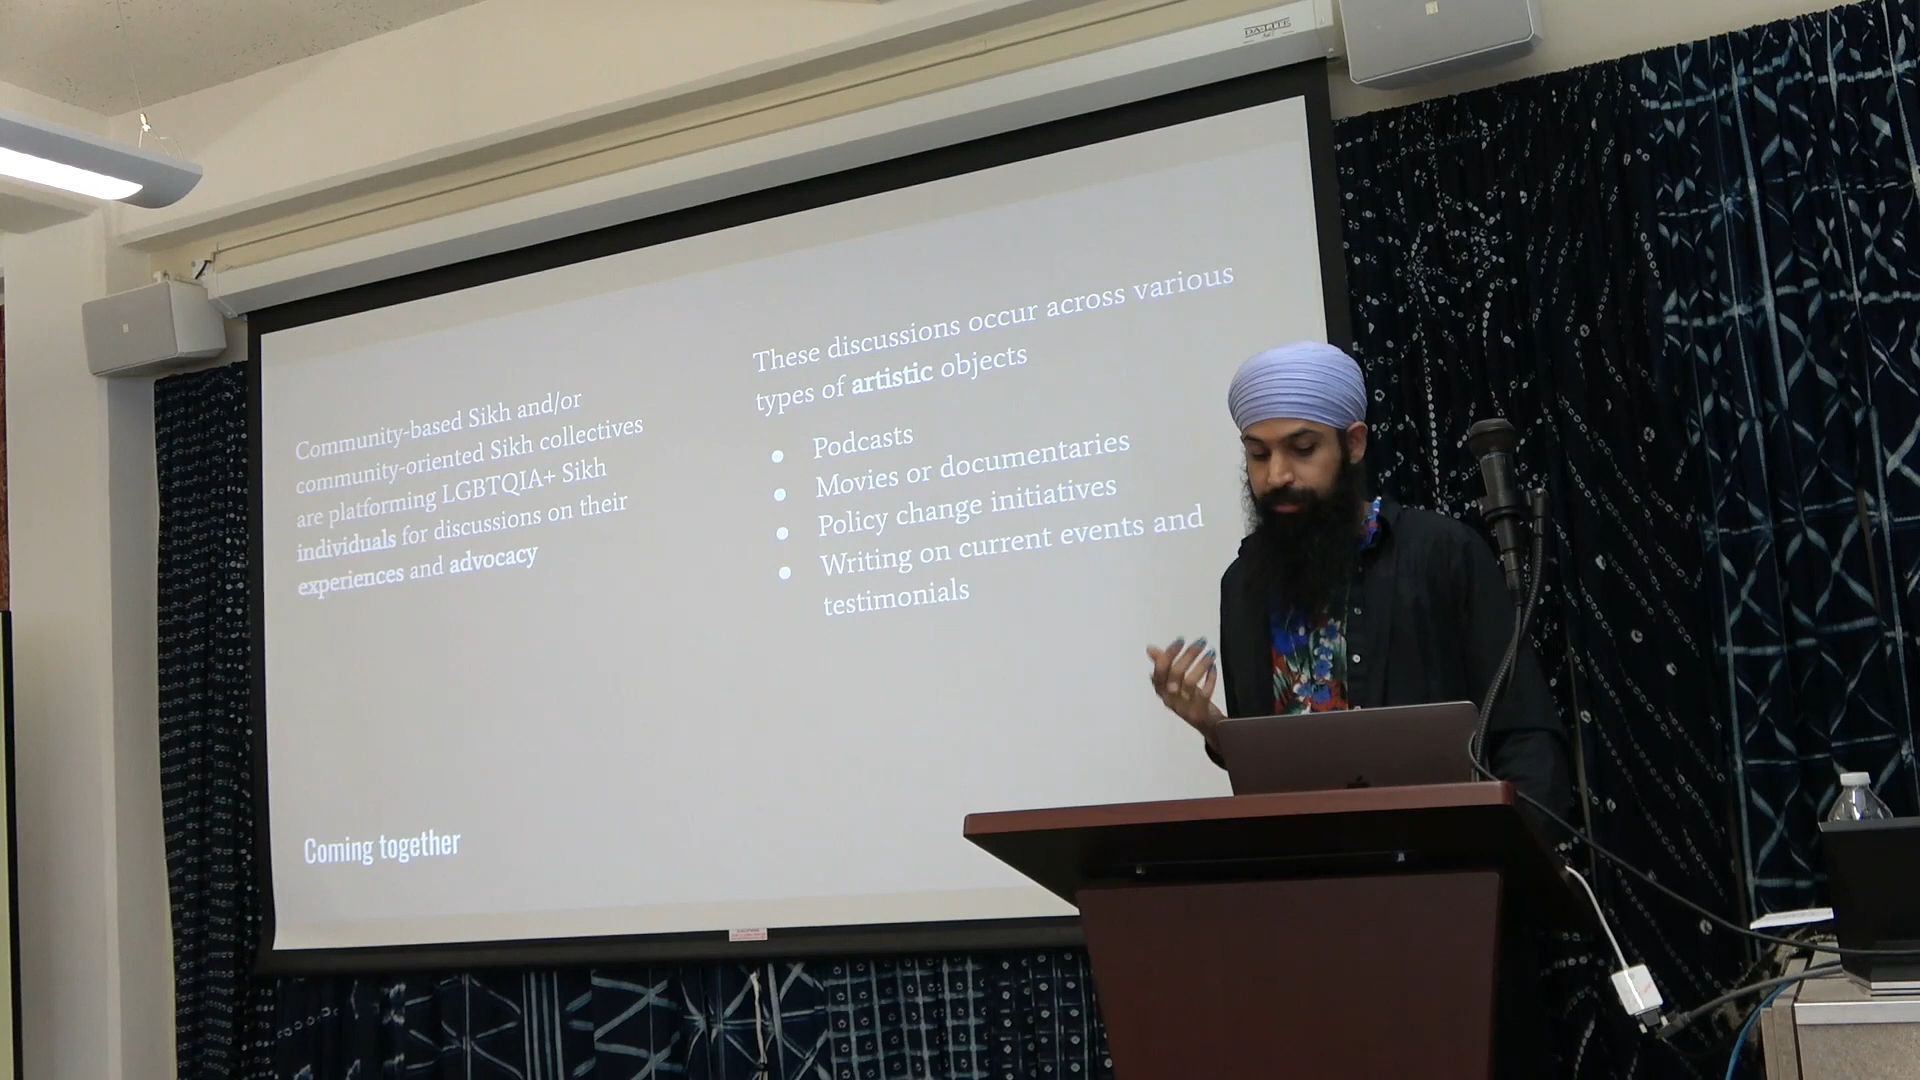 DA-LITE
Community-based Sikh and/or
community-oriented Sikh collectives
are platforming LGBTQIA+ Sikh
individuals for discussions on their
experiences and advocacy
These discussions occur across various
types of artistic objects
● Podcasts
● Movies or documentaries
● Policy change initiatives
● Writing on current events and
testimonials
Coming together